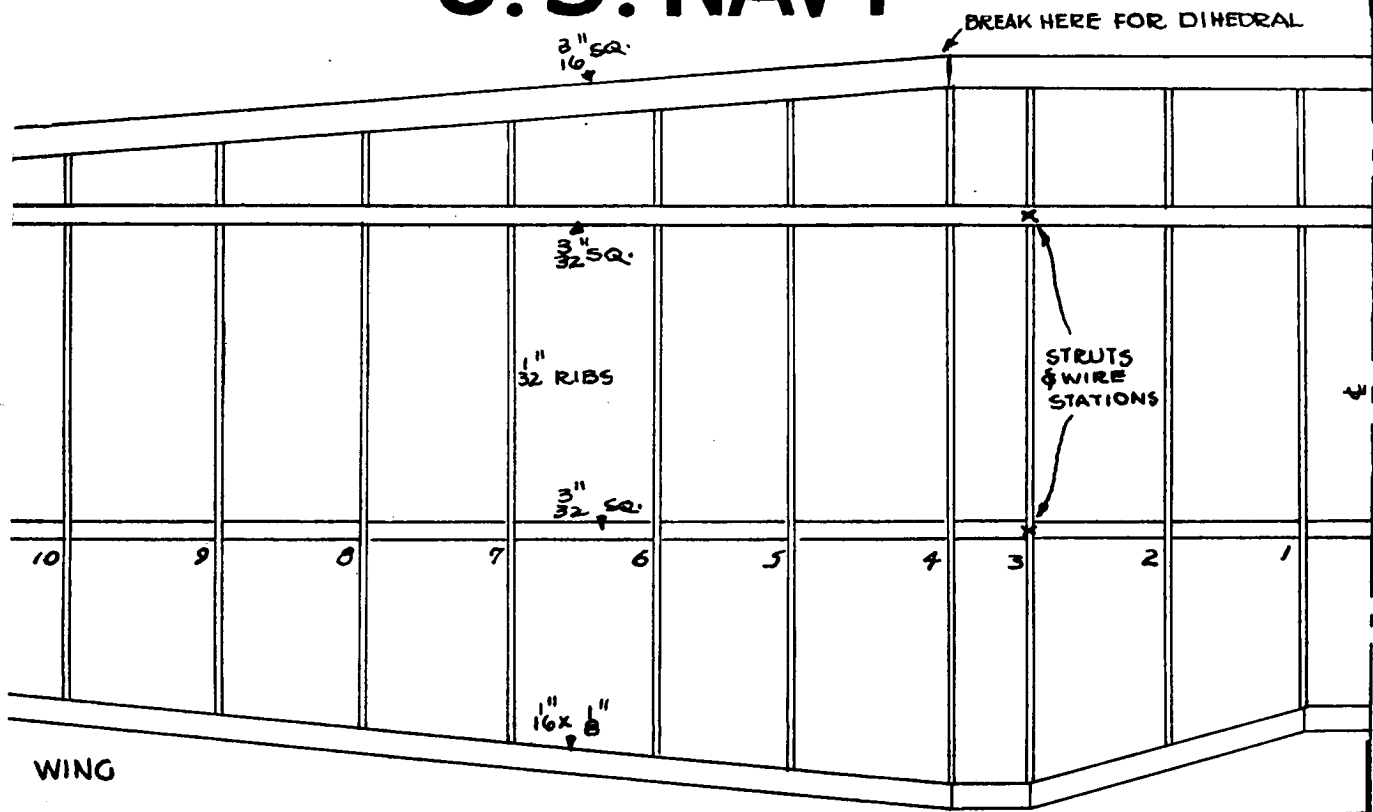 U.S. NAVY
BREAK HERE FOR DIHEDRAL
3" SQ.
16
3" SQ.
32
1" RIBS
32
STRUTS
& WIRE
STATIONS
℄
3" SQ.
32
10 9 8 7 6 5 4 3 2 1
1" x 1"
16 8
WING